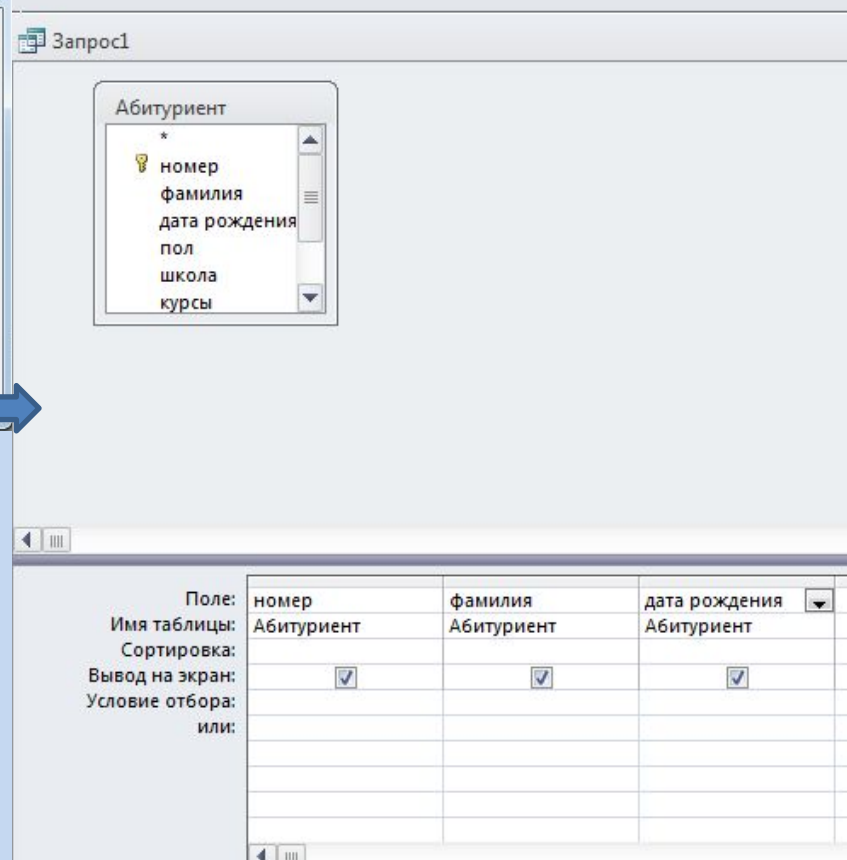 Запрос1
Абитуриент
*
номер
фамилия
дата рождения
пол
школа
курсы
Поле: номер фамилия дата рождения
Имя таблицы: Абитуриент Абитуриент Абитуриент
Сортировка:
Вывод на экран:
Условие отбора:
или: